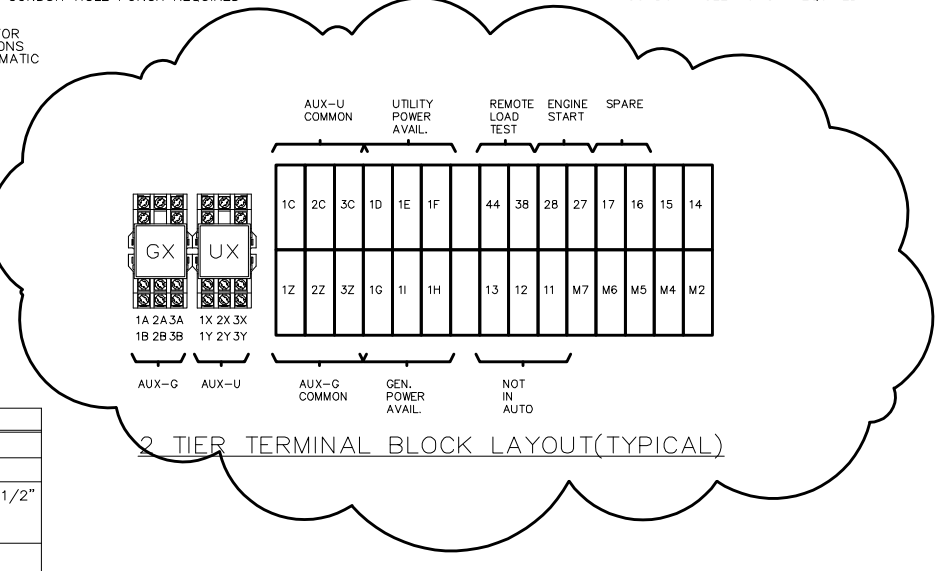 FOR
ONS
MATIC
AUX-U
COMMON
UTILITY
POWER
AVAIL.
REMOTE
LOAD
TEST
ENGINE
START
SPARE
1C 2C 3C 1D 1E 1F 44 38 28 27 17 16 15 14
GX UX
1Z 2Z 3Z 1G 1I 1H 13 12 11 M7 M6 M5 M4 M2
1A 2A 3A 1X 2X 3X
1B 2B 3B 1Y 2Y 3Y
AUX-G AUX-U
AUX-G
COMMON
GEN.
POWER
AVAIL.
NOT
IN
AUTO
2 TIER TERMINAL BLOCK LAYOUT(TYPICAL)
1/2"